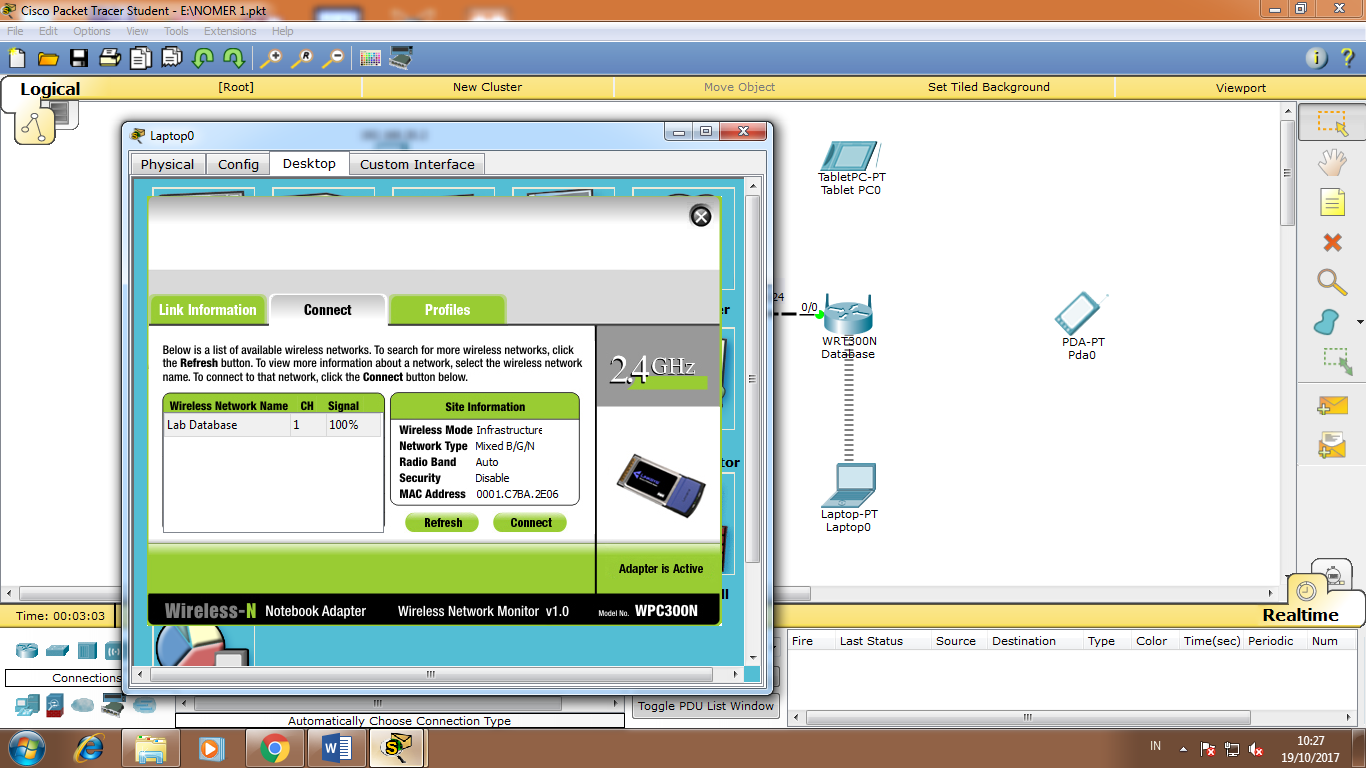 Cisco Packet Tracer Student - E:\NOMER 1.pkt
File Edit Options View Tools Extensions Help
Logical [Root] New Cluster Move Object Set Tiled Background Viewport
Laptop0
Physical Config Desktop Custom Interface
Link Information Connect Profiles
Below is a list of available wireless networks. To search for more wireless networks, click
the Refresh button. To view more information about a network, select the wireless network
name. To connect to that network, click the Connect button below.
Wireless Network Name CH Signal
Lab Database 1 100%
Site Information
Wireless Mode Infrastructure
Network Type Mixed B/G/N
Radio Band Auto
Security Disable
MAC Address 0001.C7BA.2E06
Refresh Connect
2.4GHz
Adapter is Active
Wireless-N Notebook Adapter Wireless Network Monitor v1.0 Model No. WPC300N
er
tor
ll
TabletPC-PT
Tablet PC0
24
0/0
WRT300N
Database
PDA-PT
Pda0
Laptop-PT
Laptop0
Time: 00:03:03
Realtime
Connections
Automatically Choose Connection Type
Toggle PDU List Window
Fire Last Status Source Destination Type Color Time(sec) Periodic Num
IN
10:27
19/10/2017